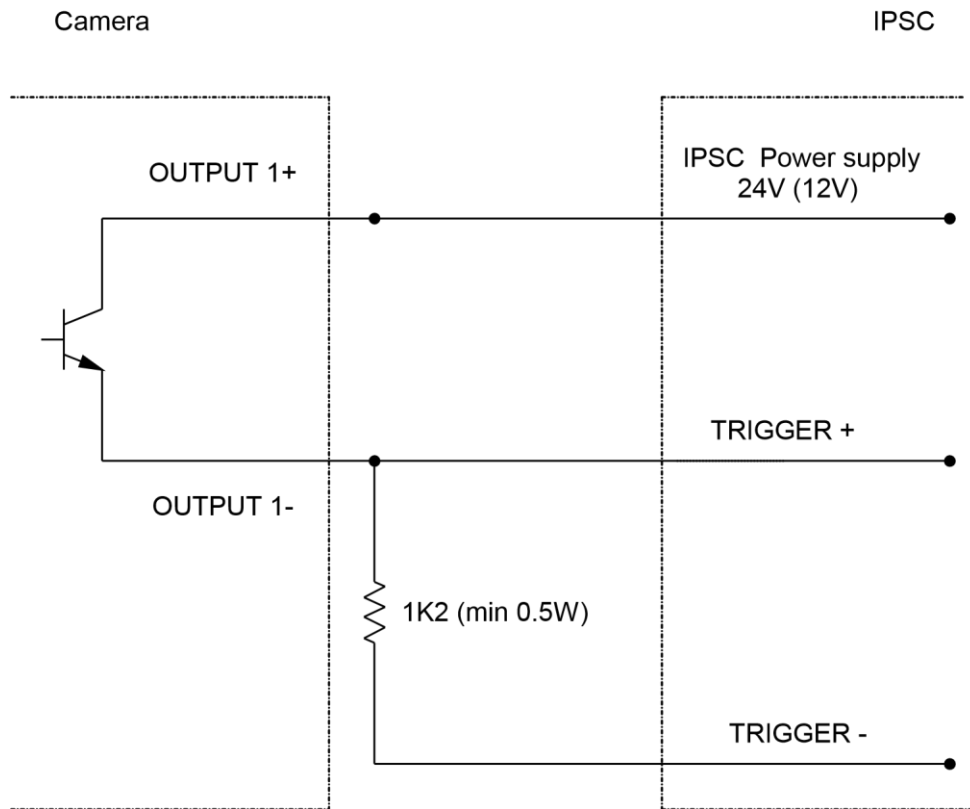 Camera
IPSC
OUTPUT 1+
IPSC Power supply
24V (12V)
TRIGGER +
OUTPUT 1-
1K2 (min 0.5W)
TRIGGER -